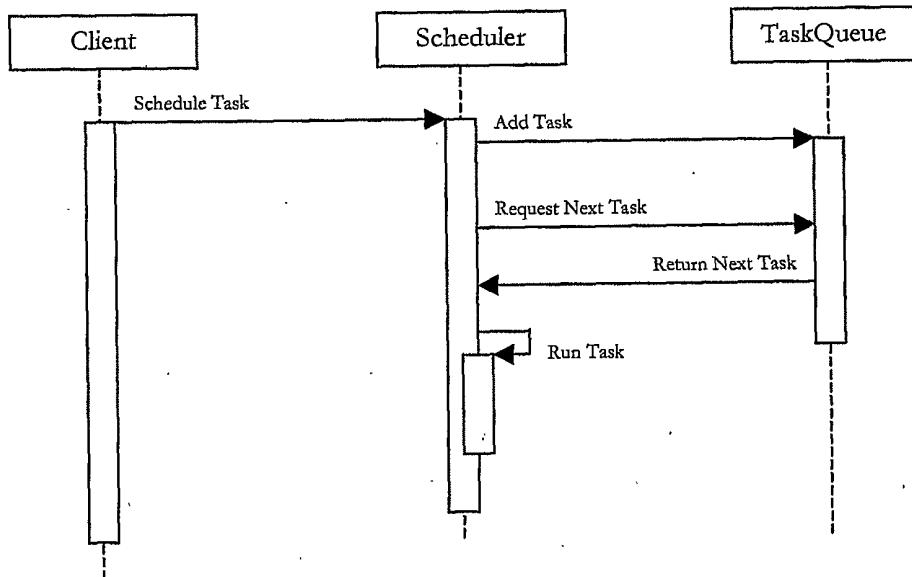 Client
Scheduler
TaskQueue
Schedule Task
Add Task
Request Next Task
Return Next Task
Run Task